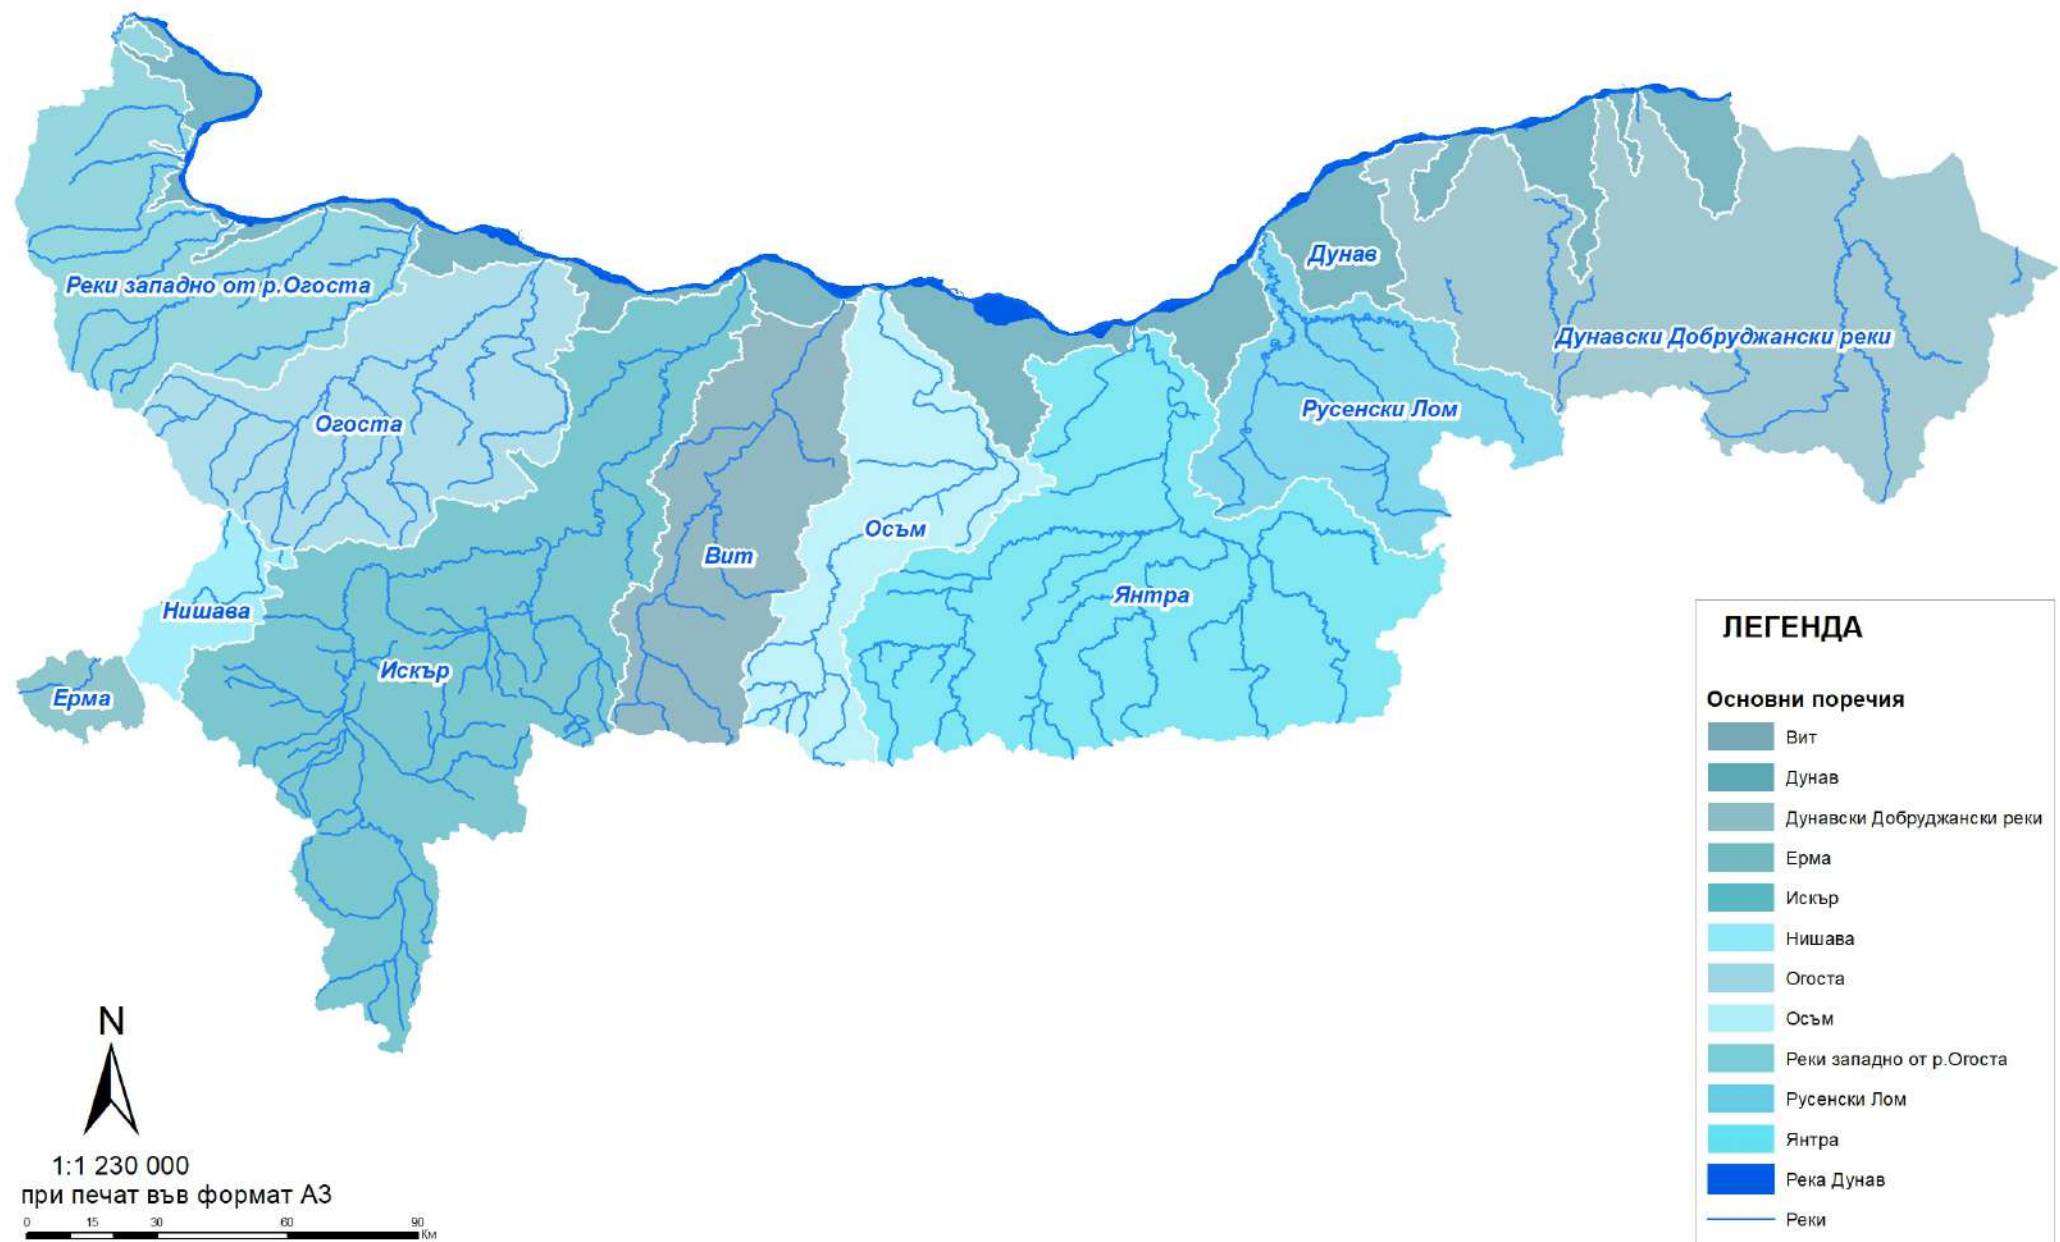 Дунав
Реки западно от р.Огоста
Дунавски Добруджански реки
Русенски Лом
Огоста
Осъм
Вит
Янтра
Нишава
Искър
Ерма
ЛЕГЕНДА
Основни поречия
Вит
Дунав
Дунавски Добруджански реки
Ерма
Искър
Нишава
Огоста
Осъм
Реки западно от р.Огоста
Русенски Лом
Янтра
Река Дунав
Реки
N
1:1 230 000
при печат във формат А3
0 15 30 60 90
Км